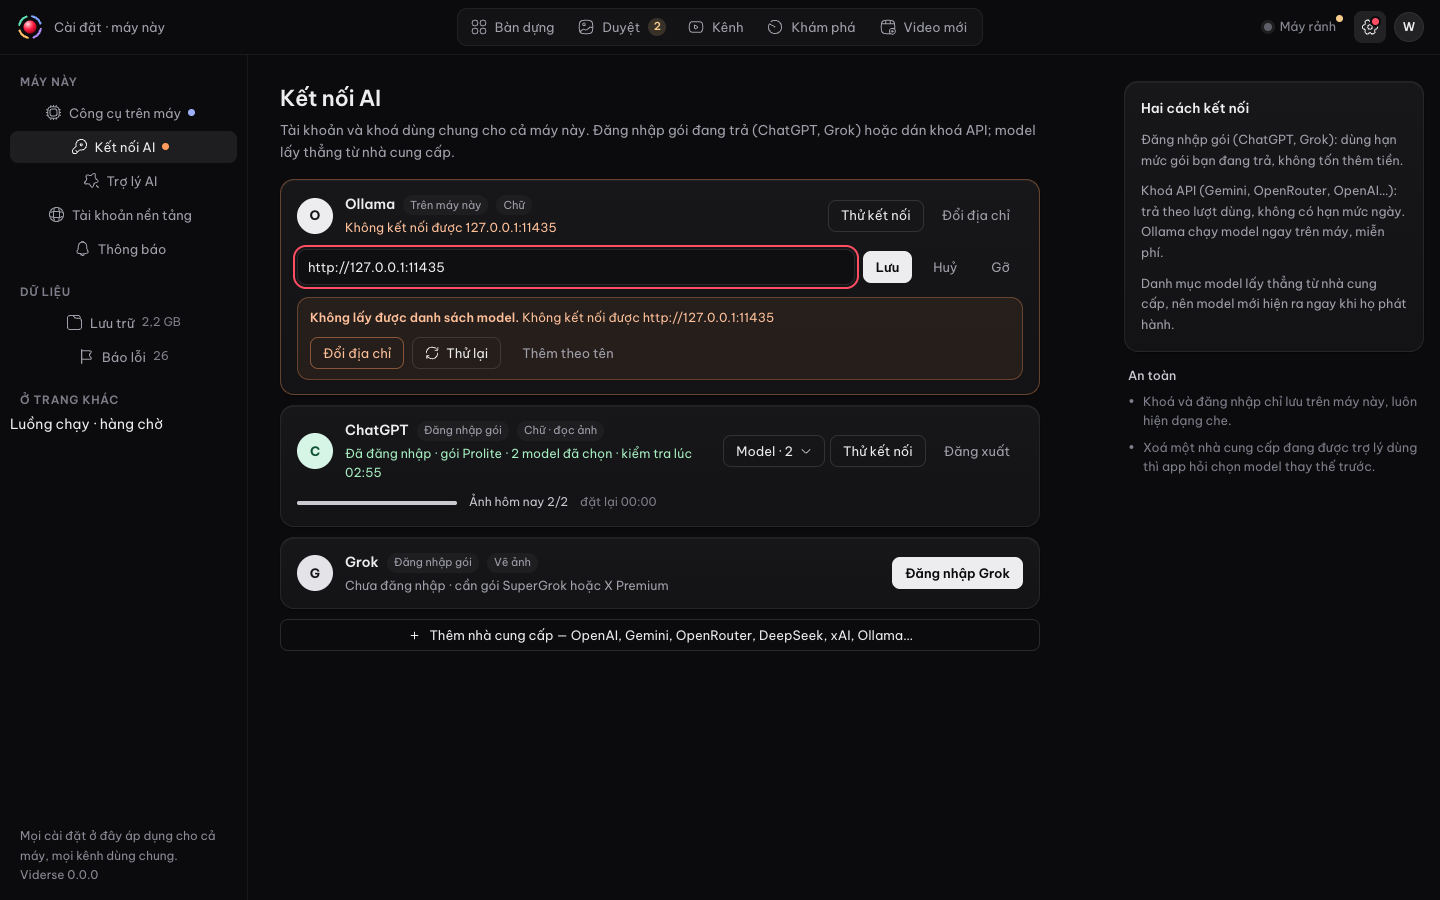 Cài đặt · máy này
Bàn dựng
Duyệt 2
Kênh
Khám phá
Video mới
Máy rảnh
W
MÁY NÀY
Công cụ trên máy
Kết nối AI
Trợ lý AI
Tài khoản nền tảng
Thông báo
DỮ LIỆU
Lưu trữ 2,2 GB
Báo lỗi 26
Ở TRANG KHÁC
Luồng chạy · hàng chờ
Mọi cài đặt ở đây áp dụng cho cả
máy, mọi kênh dùng chung.
Viderse 0.0.0
Kết nối AI
Tài khoản và khoá dùng chung cho cả máy này. Đăng nhập gói đang trả (ChatGPT, Grok) hoặc dán khoá API; model
lấy thẳng từ nhà cung cấp.
O
Ollama Trên máy này Chữ
Không kết nối được 127.0.0.1:11435
Thử kết nối
Đổi địa chỉ
http://127.0.0.1:11435
Lưu
Huỷ
Gỡ
Không lấy được danh sách model. Không kết nối được http://127.0.0.1:11435
Đổi địa chỉ
Thử lại
Thêm theo tên
C
ChatGPT Đăng nhập gói Chữ · đọc ảnh
Đã đăng nhập · gói Prolite · 2 model đã chọn · kiểm tra lúc
02:55
Model · 2
Thử kết nối
Đăng xuất
Ảnh hôm nay 2/2 đặt lại 00:00
G
Grok Đăng nhập gói Vẽ ảnh
Chưa đăng nhập · cần gói SuperGrok hoặc X Premium
Đăng nhập Grok
+ Thêm nhà cung cấp — OpenAI, Gemini, OpenRouter, DeepSeek, xAI, Ollama…
Hai cách kết nối
Đăng nhập gói (ChatGPT, Grok): dùng hạn
mức gói bạn đang trả, không tốn thêm tiền.
Khoá API (Gemini, OpenRouter, OpenAI…):
trả theo lượt dùng, không có hạn mức ngày.
Ollama chạy model ngay trên máy, miễn
phí.
Danh mục model lấy thẳng từ nhà cung
cấp, nên model mới hiện ra ngay khi họ phát
hành.
An toàn
• Khoá và đăng nhập chỉ lưu trên máy này, luôn
hiện dạng che.
• Xoá một nhà cung cấp đang được trợ lý dùng
thì app hỏi chọn model thay thế trước.